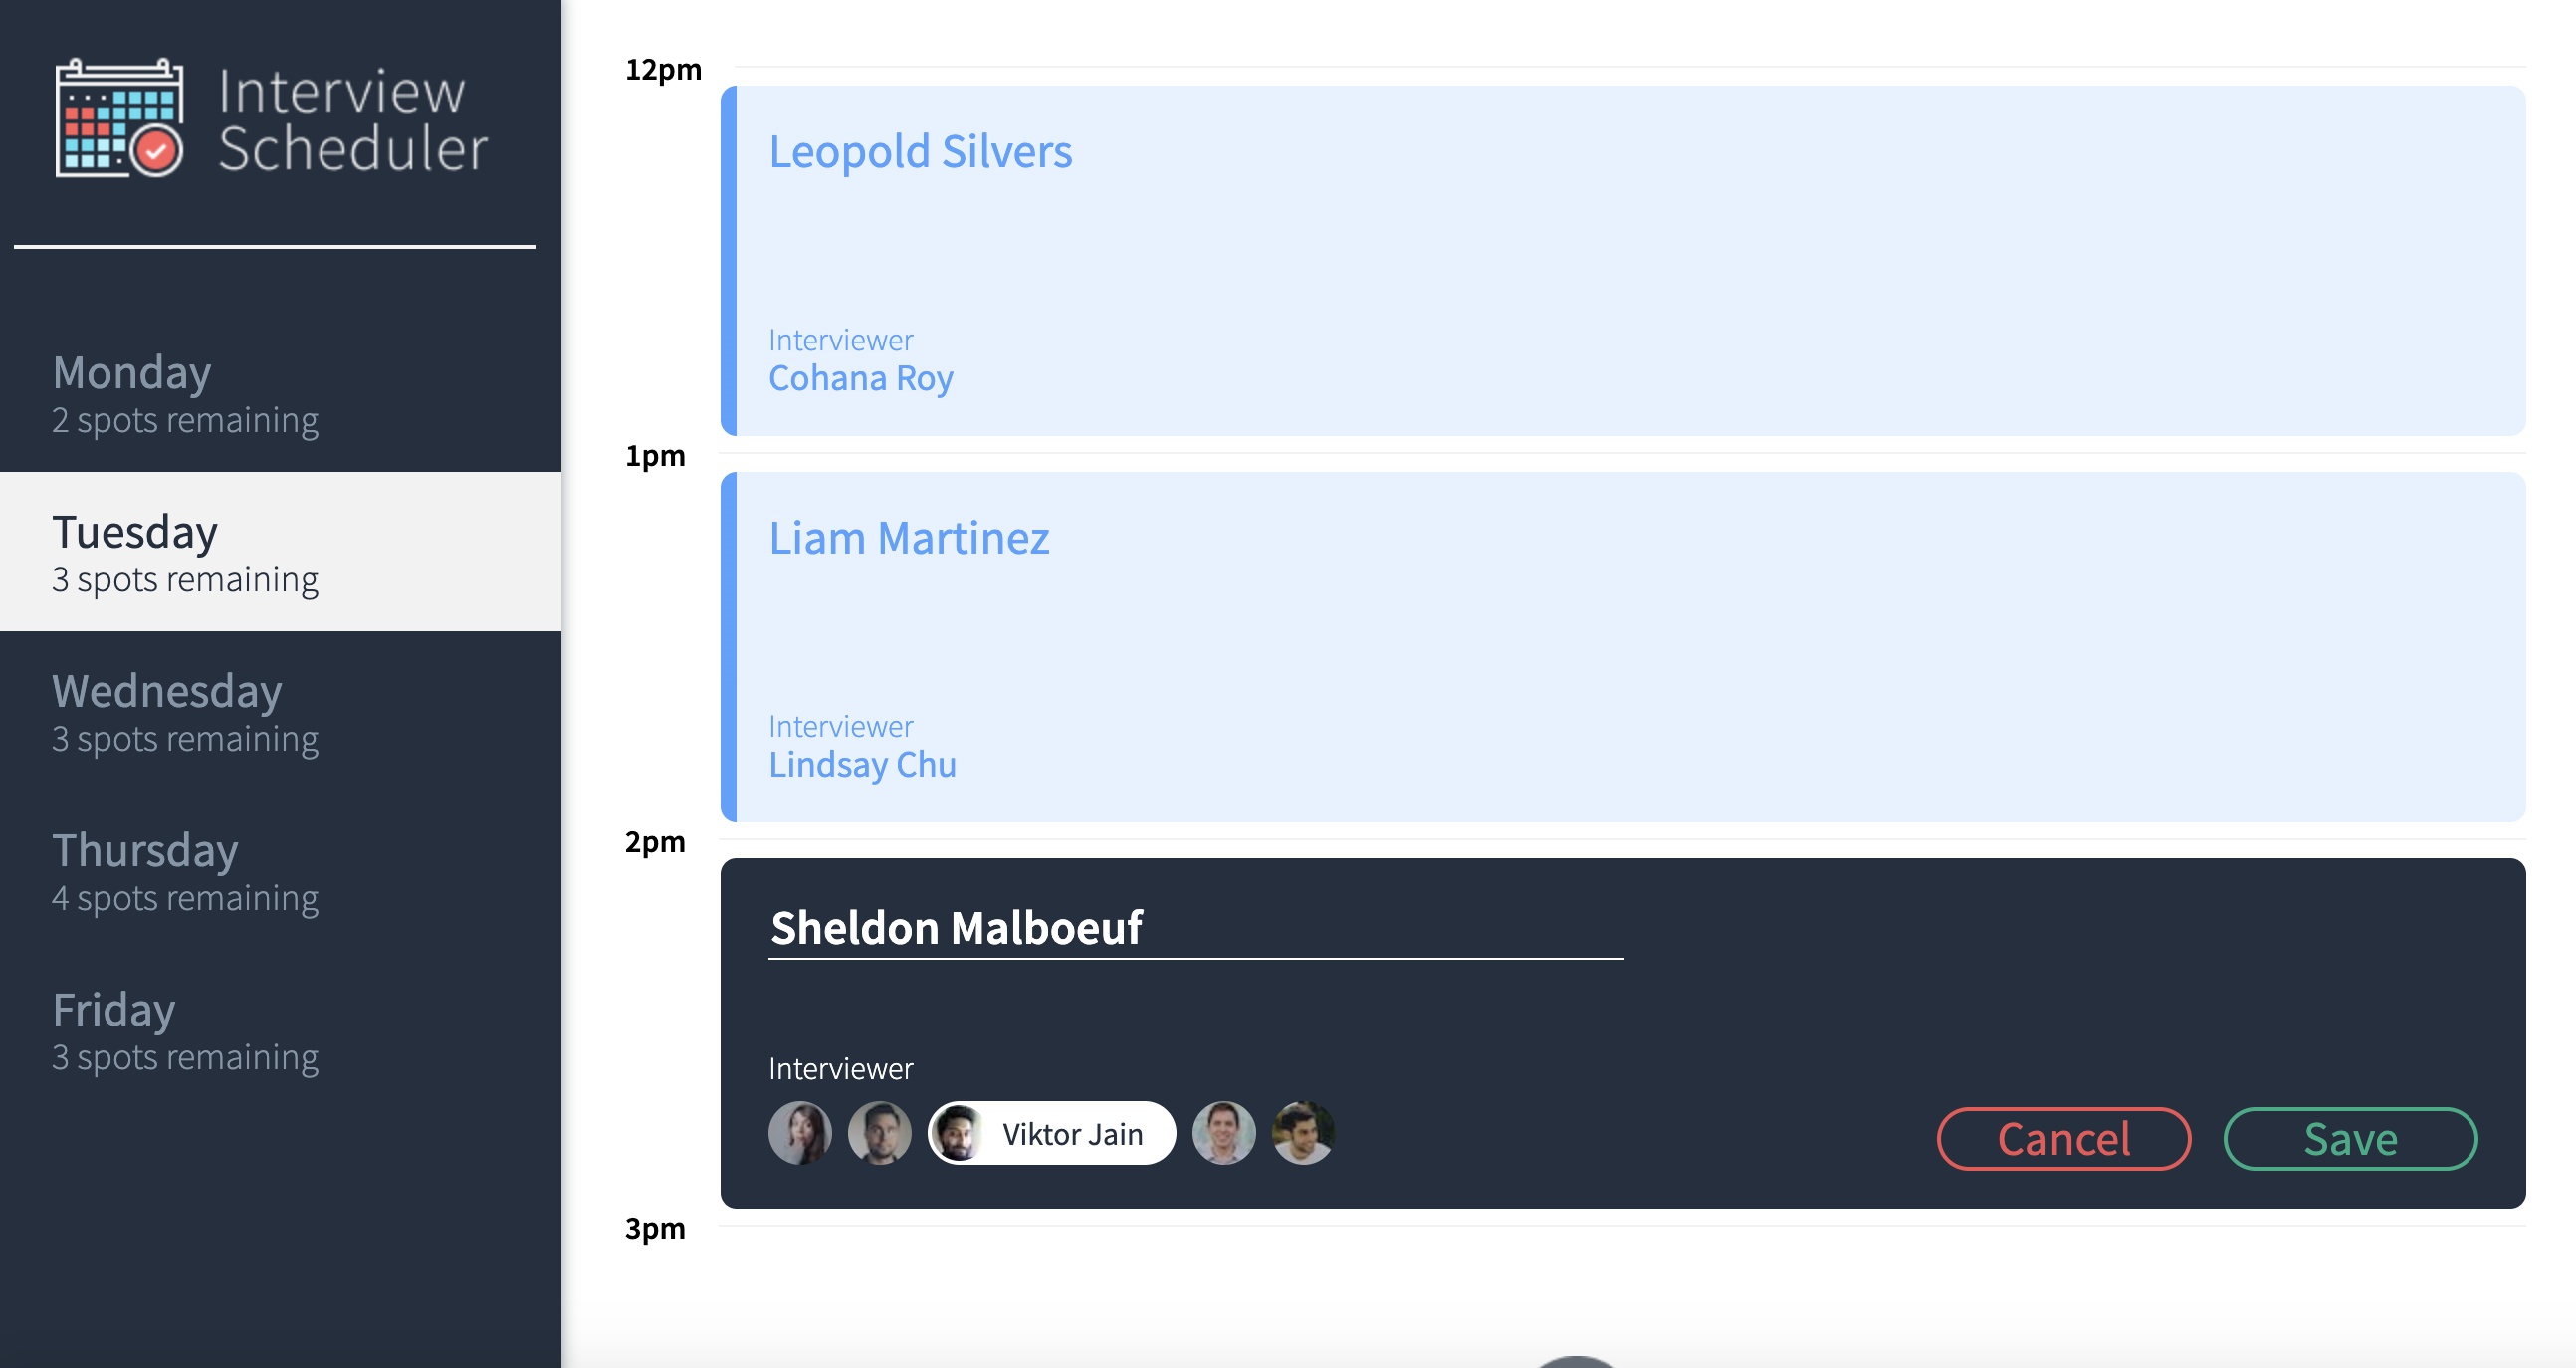 Interview
Scheduler
Monday
2 spots remaining
Tuesday
3 spots remaining
Wednesday
3 spots remaining
Thursday
4 spots remaining
Friday
3 spots remaining
12pm
Leopold Silvers
Interviewer
Cohana Roy
1pm
Liam Martinez
Interviewer
Lindsay Chu
2pm
Sheldon Malboeuf
Interviewer
Viktor Jain
Cancel
Save
3pm